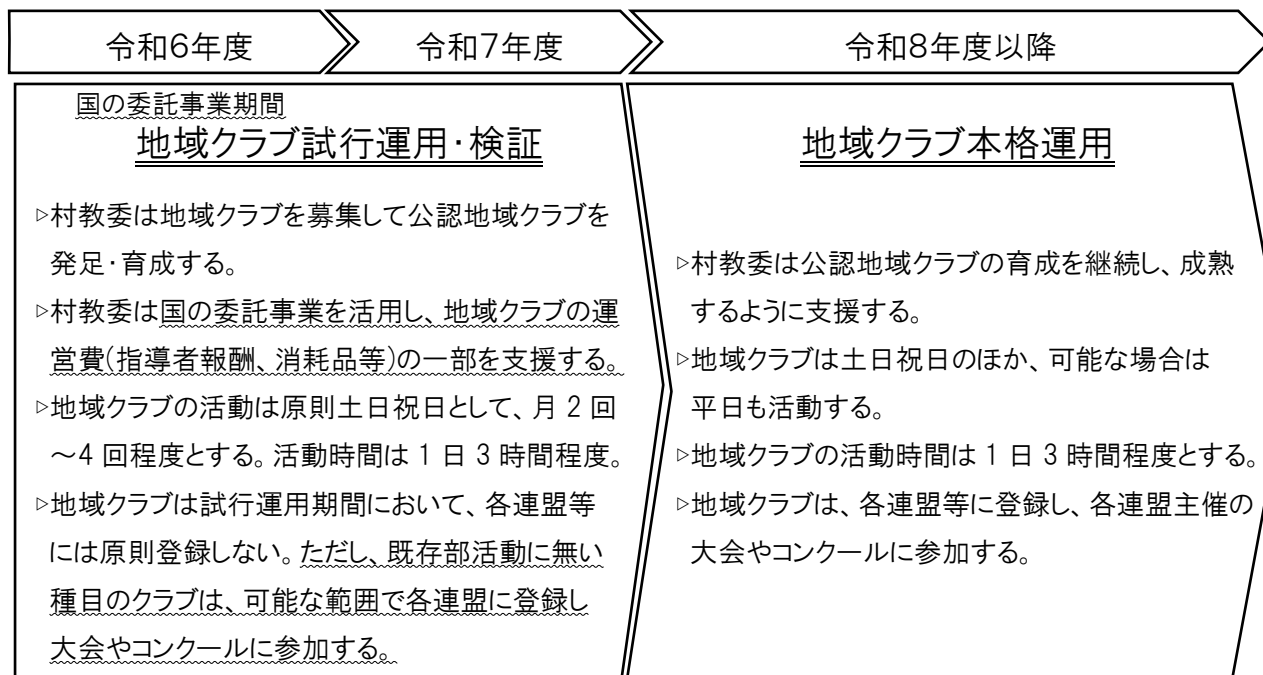 令和6年度
令和7年度
令和8年度以降
国の委託事業期間
地域クラブ試行運用・検証
▷村教委は地域クラブを募集して公認地域クラブを
発足・育成する。
▷村教委は国の委託事業を活用し、地域クラブの運
営費(指導者報酬、消耗品等)の一部を支援する。
▷地域クラブの活動は原則土日祝日として、月 2 回
～4 回程度とする。活動時間は 1 日 3 時間程度。
▷地域クラブは試行運用期間において、各連盟等
には原則登録しない。ただし、既存部活動に無い
種目のクラブは、可能な範囲で各連盟に登録し
大会やコンクールに参加する。
地域クラブ本格運用
▷村教委は公認地域クラブの育成を継続し、成熟
するように支援する。
▷地域クラブは土日祝日のほか、可能な場合は
平日も活動する。
▷地域クラブの活動時間は 1 日 3 時間程度とする。
▷地域クラブは、各連盟等に登録し、各連盟主催の
大会やコンクールに参加する。